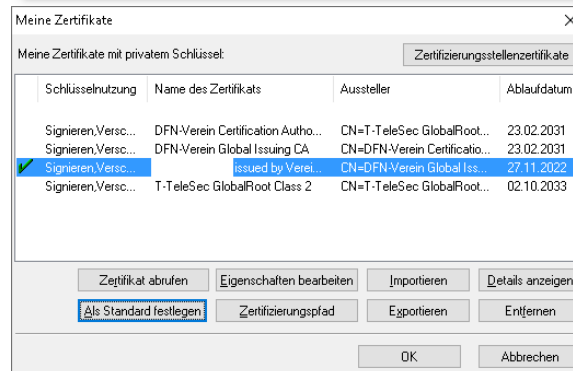 Meine Zertifikate
Meine Zertifikate mit privatem Schlüssel:
Zertifizierungsstellenzertifikate
Schlüsselnutzung Name des Zertifikats Aussteller Ablaufdatum
Signieren,Versc... DFN-Verein Certification Autho... CN=T-TeleSec GlobalRoot... 23.02.2031
Signieren,Versc... DFN-Verein Global Issuing CA CN=DFN-Verein Certificatio... 23.02.2031
Signieren,Versc... issued by Verei... CN=DFN-Verein Global Iss... 27.11.2022
Signieren,Versc... T-TeleSec GlobalRoot Class 2 CN=T-TeleSec GlobalRoot... 02.10.2033
Zertifikat abrufen Eigenschaften bearbeiten Importieren Details anzeigen
Als Standard festlegen Zertifizierungspfad Exportieren Entfernen
OK Abbrechen